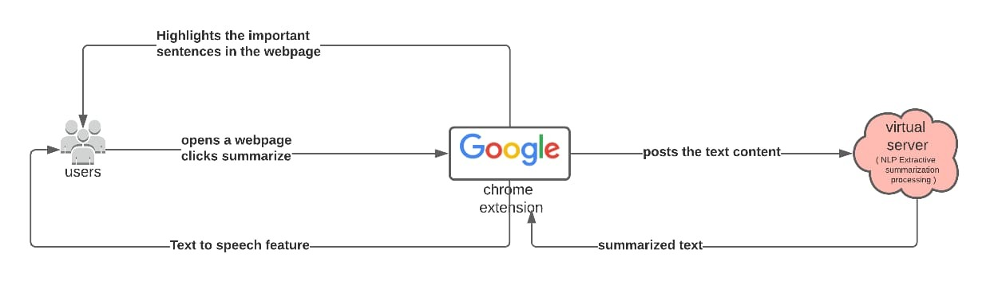 Highlights the important
sentences in the webpage
opens a webpage
clicks summarize
users
Google
chrome
extension
posts the text content
virtual
server
( NLP Extractive
summarization
processing )
Text to speech feature
summarized text